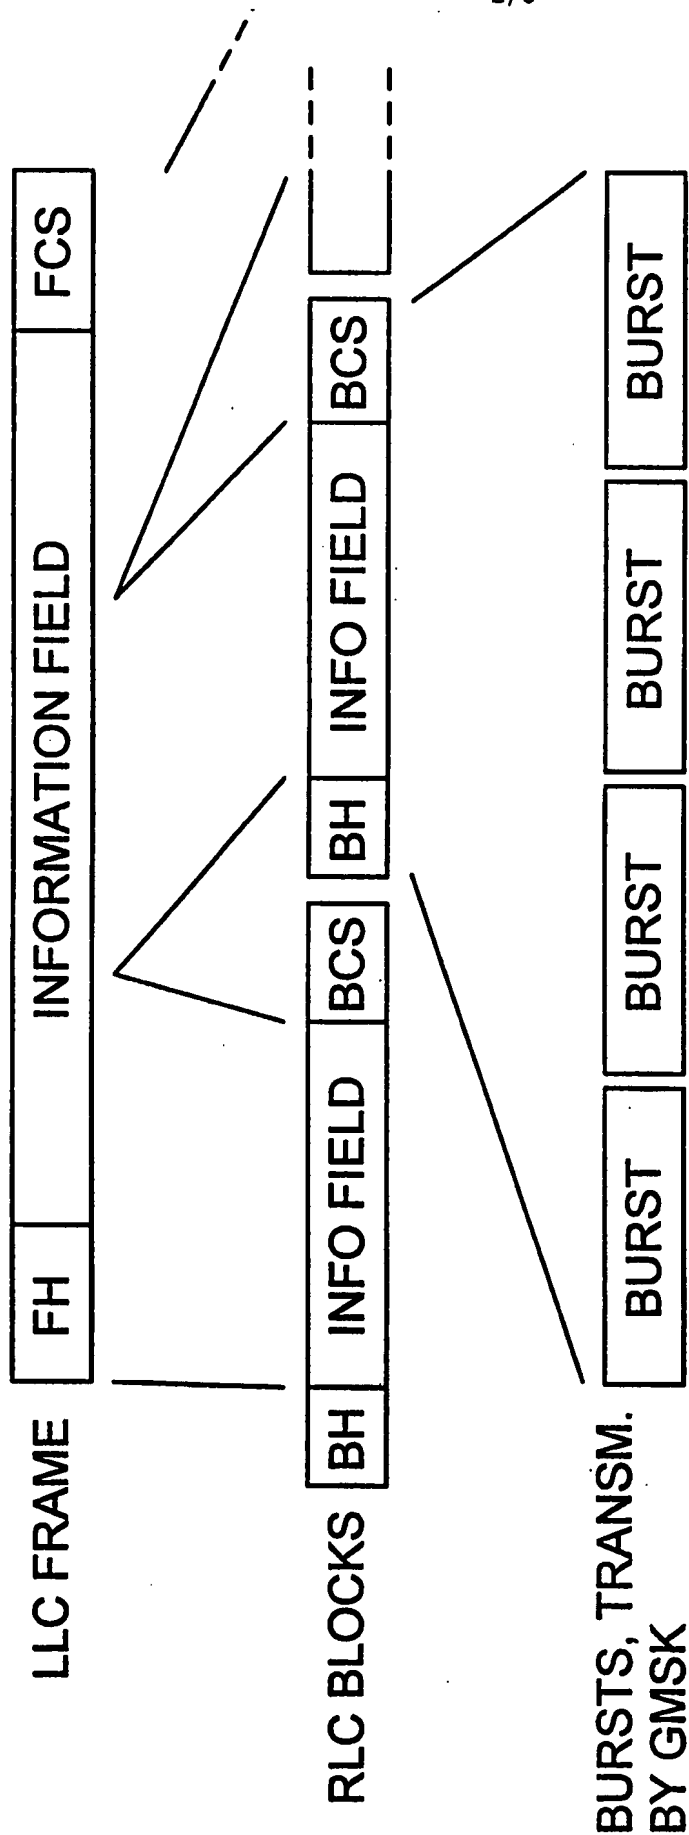 LLC FRAME
FH
INFORMATION FIELD
FCS
RLC BLOCKS
BH
INFO FIELD
BCS
BH
INFO FIELD
BCS
BURSTS, TRANSM.
BY GMSK
BURST
BURST
BURST
BURST